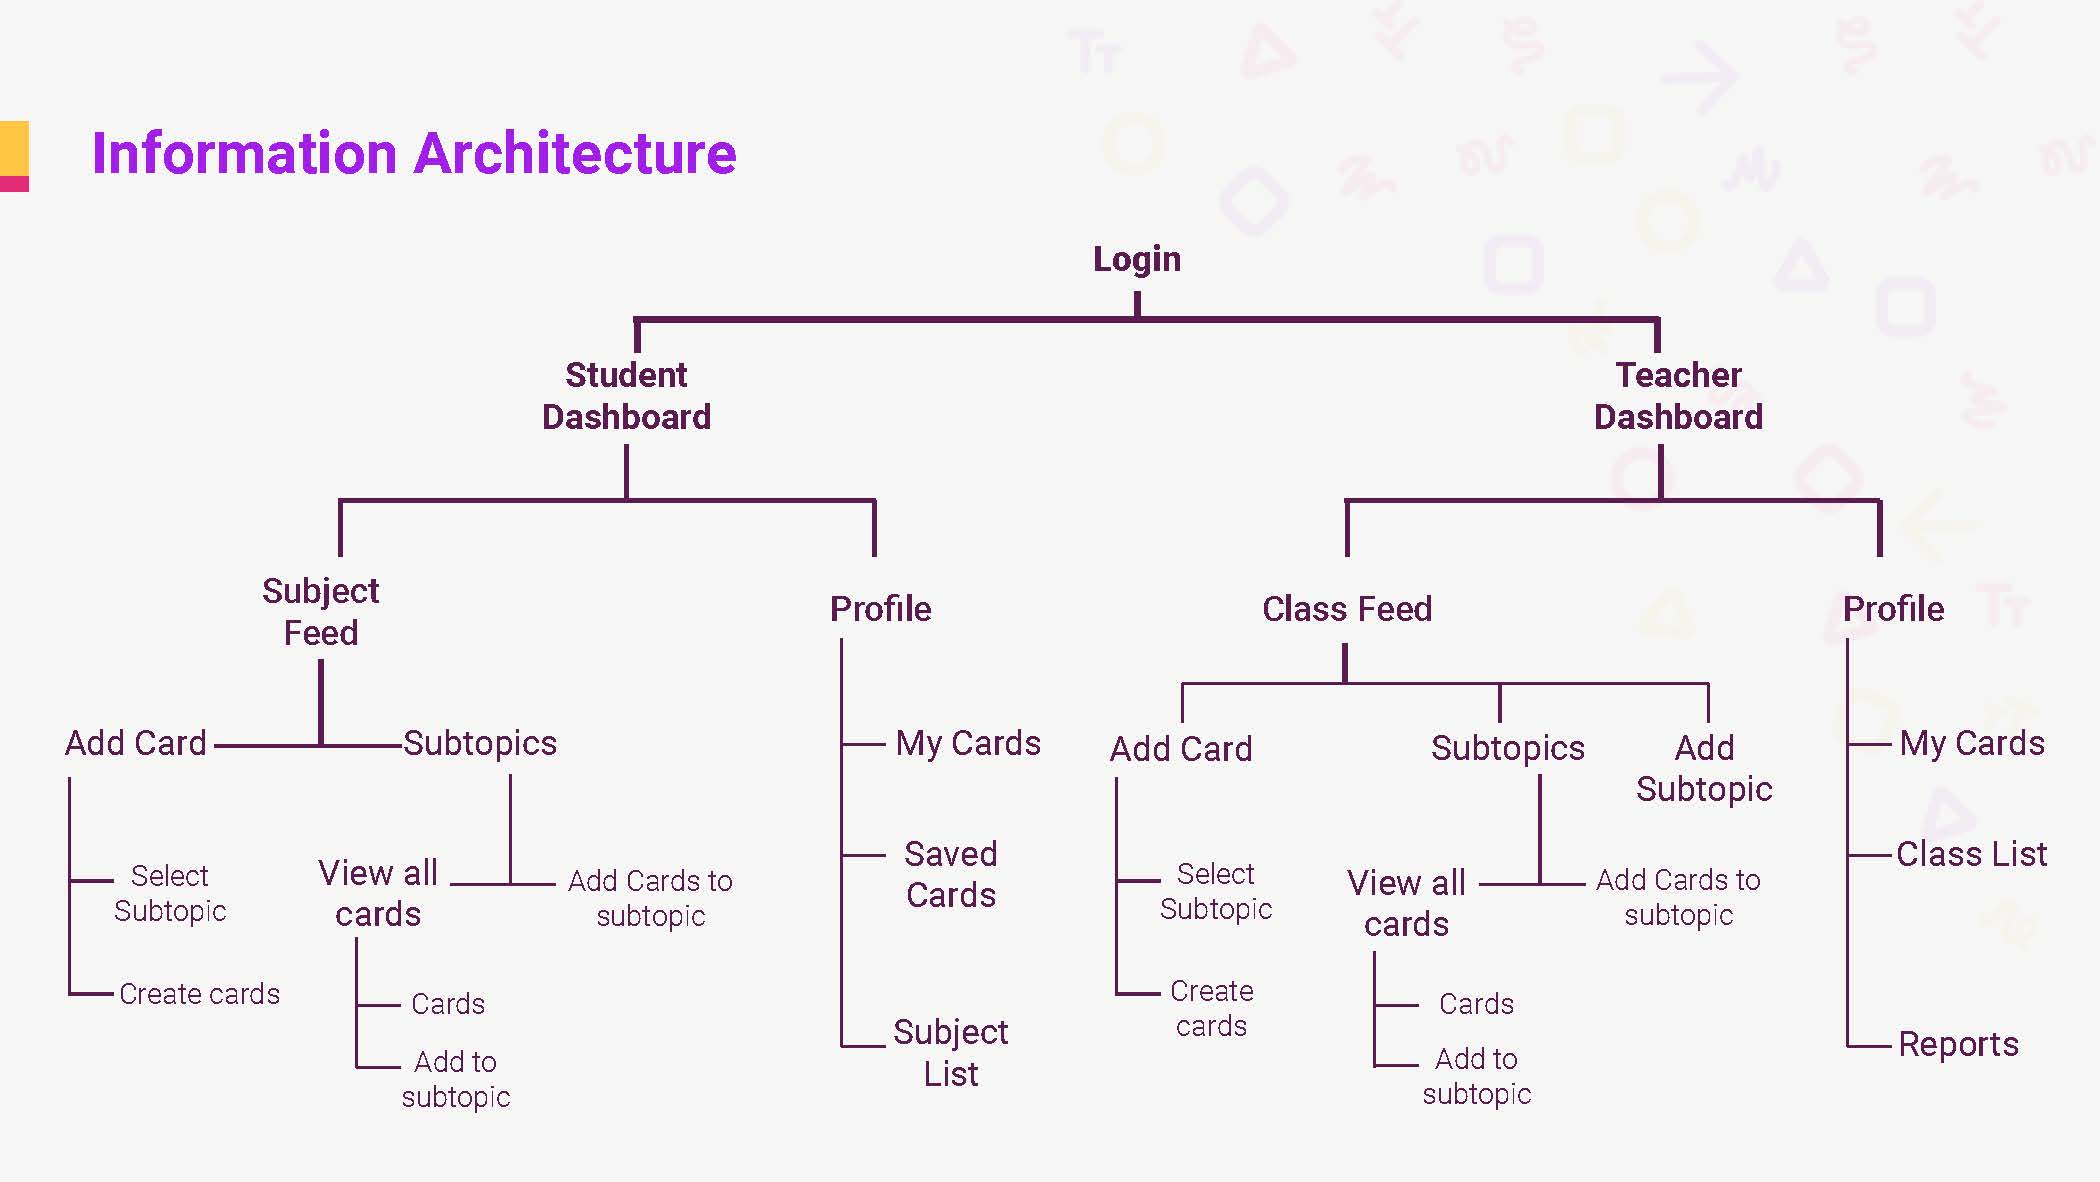 Information Architecture
Login
Student
Dashboard
Teacher
Dashboard
Subject
Feed
Profile
Class Feed
Profile
Add Card
Subtopics
My Cards
Add Card
Subtopics
Add
Subtopic
My Cards
Select
Subtopic
View all
cards
Add Cards to
subtopic
Saved
Cards
Select
Subtopic
View all
cards
Add Cards to
subtopic
Class List
Create cards
Cards
Add to
subtopic
Subject
List
Create
cards
Cards
Add to
subtopic
Reports